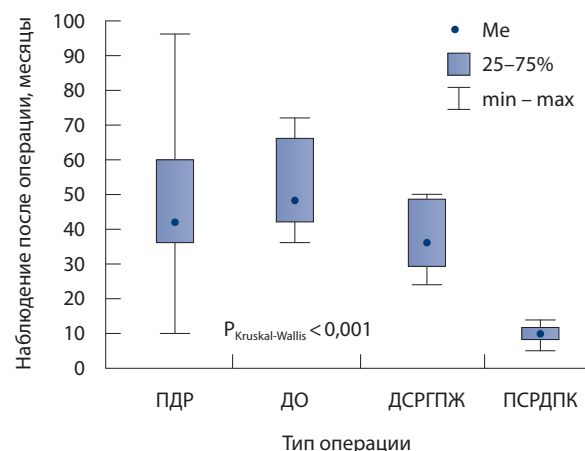 Наблюдение после операции, месяцы
100
90
80
70
60
50
40
30
20
10
0
Me
25–75%
min – max
P Kruskal-Wallis < 0,001
ПДР ДО ДСРГПЖ ПСРДПК
Тип операции